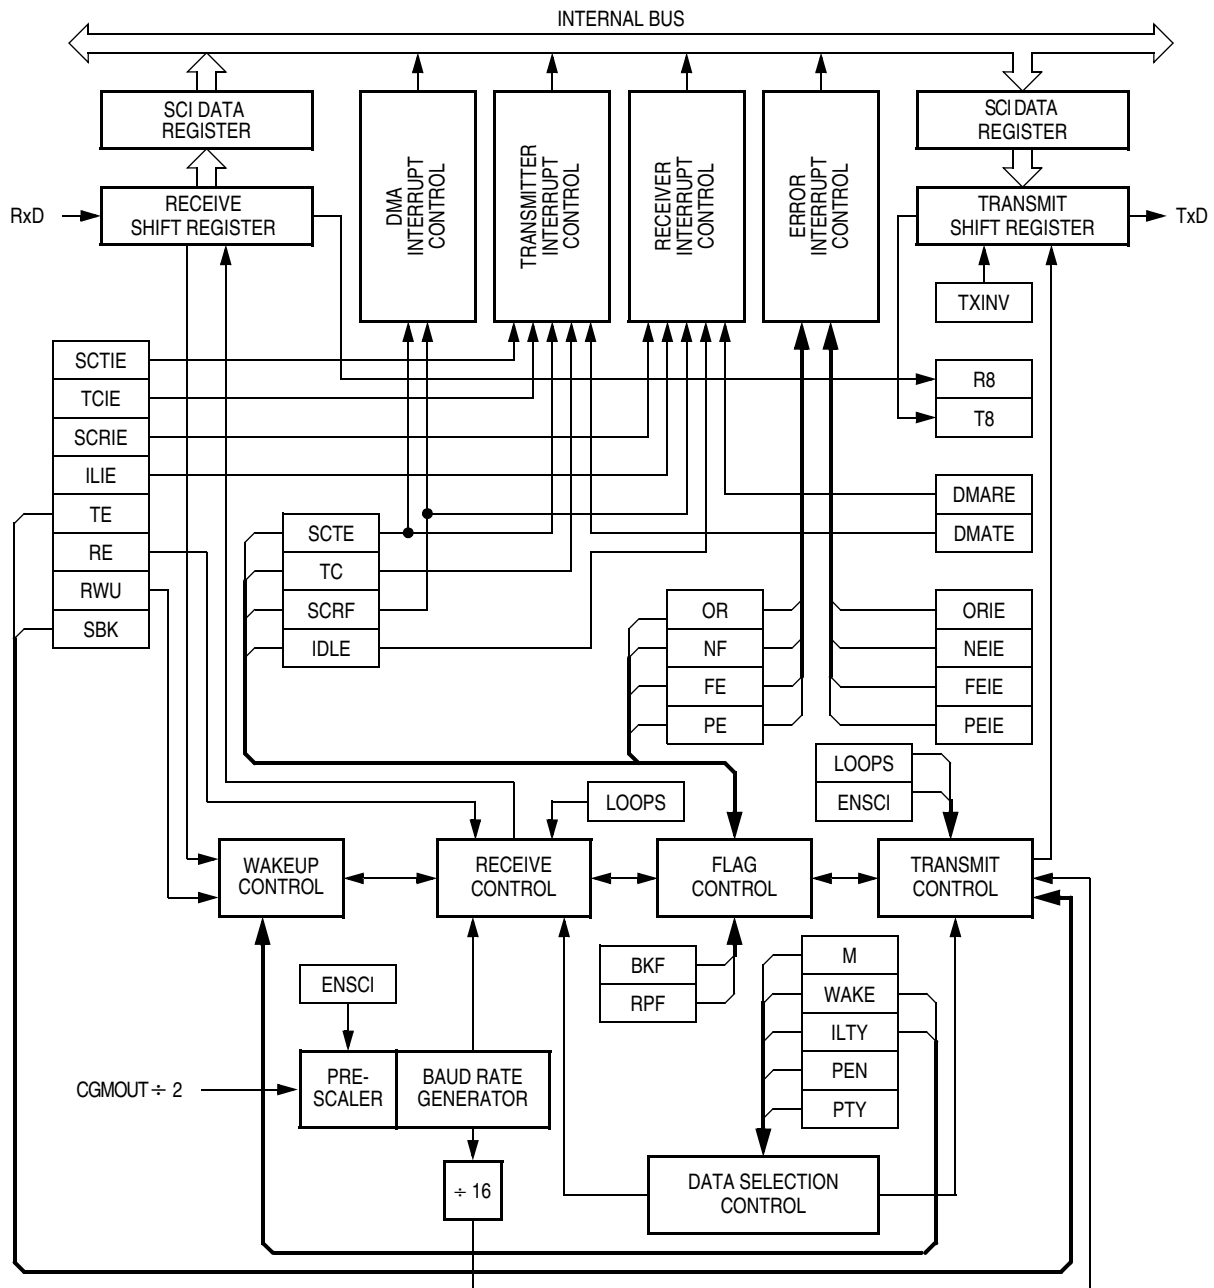 INTERNAL BUS
SCI DATA
REGISTER
SCI DATA
REGISTER
DMA
INTERRUPT
CONTROL
TRANSMITTER
INTERRUPT
CONTROL
RECEIVER
INTERRUPT
CONTROL
ERROR
INTERRUPT
CONTROL
RxD
RECEIVE
SHIFT REGISTER
TRANSMIT
SHIFT REGISTER
TxD
TXINV
SCTIE
TCIE
SCRIE
ILIE
TE
RE
RWU
SBK
R8
T8
DMARE
DMATE
SCTE
TC
SCRF
IDLE
OR
NF
FE
PE
ORIE
NEIE
FEIE
PEIE
LOOPS
ENSCI
LOOPS
WAKEUP
CONTROL
RECEIVE
CONTROL
FLAG
CONTROL
TRANSMIT
CONTROL
BKF
RPF
M
WAKE
ILTY
PEN
PTY
ENSCI
CGMOUT ÷ 2
PRE-
SCALER
BAUD RATE
GENERATOR
÷ 16
DATA SELECTION
CONTROL